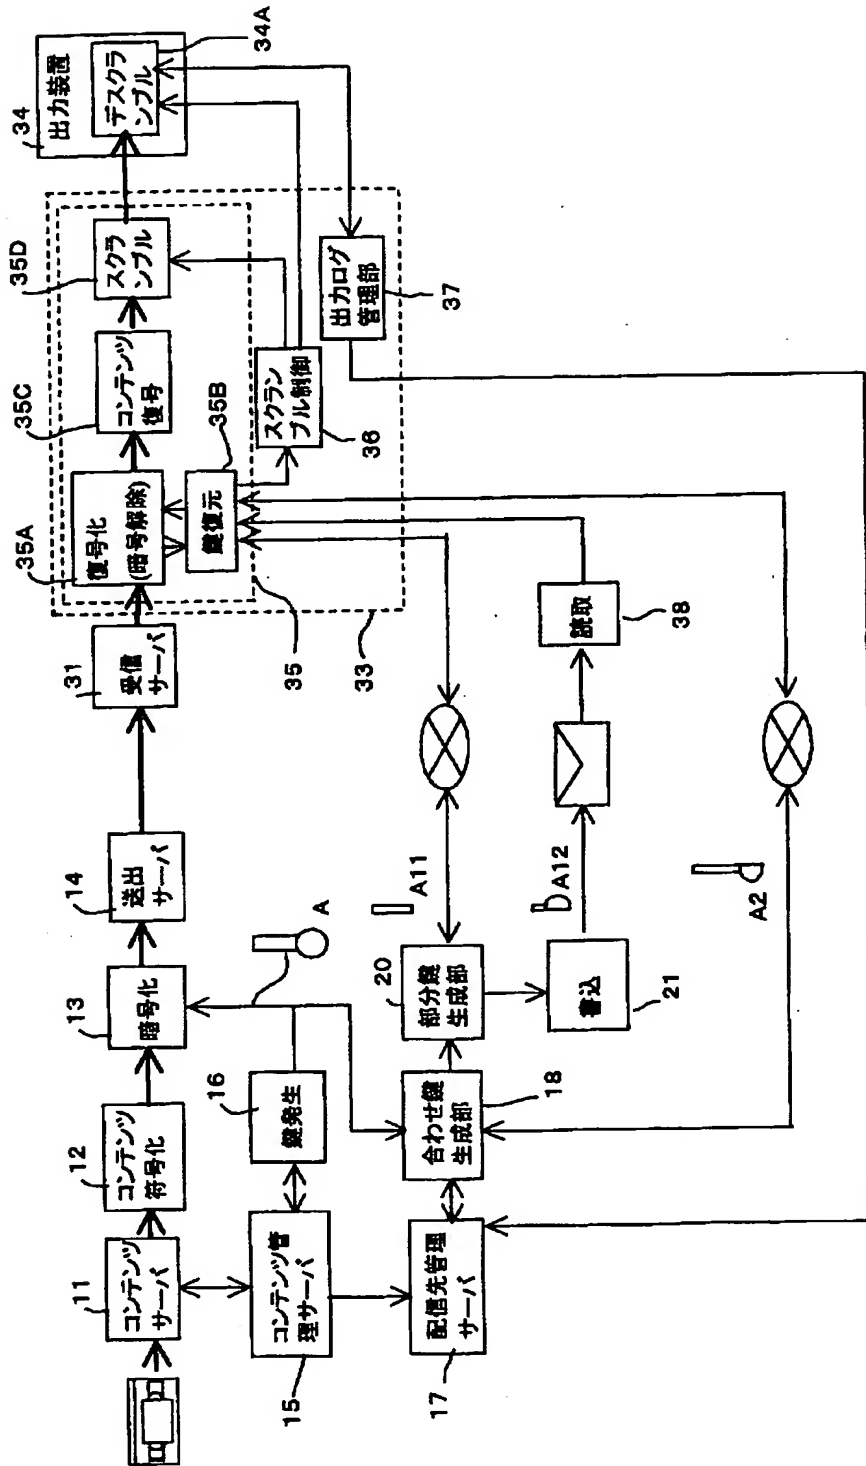 11
コンテンツ
サーバ
12
コンテンツ
符号化
13
暗号化
14
送出
サーバ
31
受信
サーバ
35A
復号化
(暗号解除)
35C
コンテンツ
復号
35D
スクラ
ンブル
34
出力装置
デスクラ
ンブル
34A
35B
鍵復元
スクラン
ブル制御
36
出力ログ
管理部
37
35
33
15
コンテンツ管
理サーバ
16
鍵発生
A
17
配信先管理
サーバ
18
合わせ鍵
生成部
20
部分鍵
生成部
A11
21
書込
A12
読取
38
A2